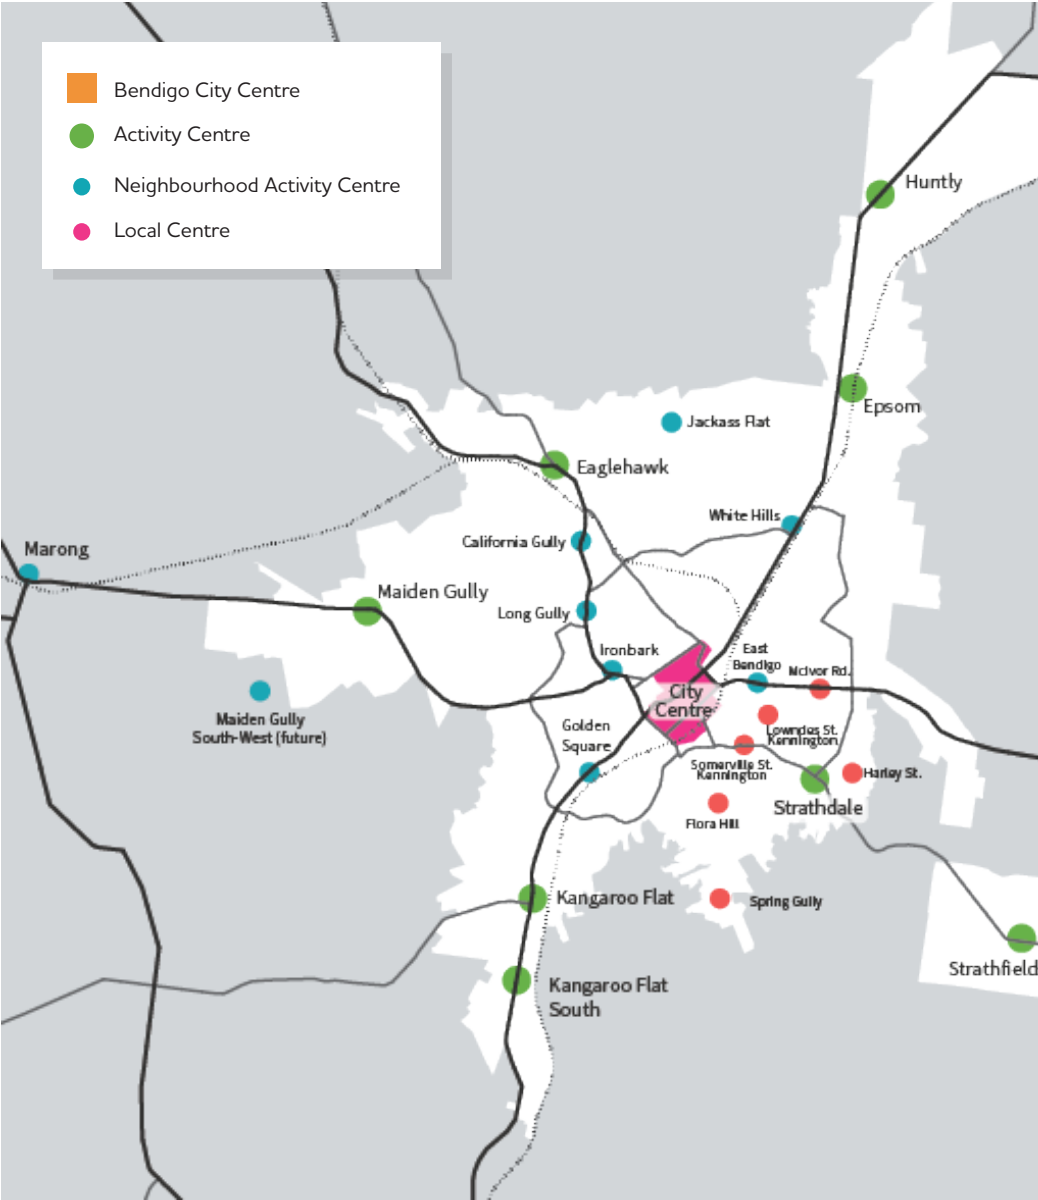 Bendigo City Centre
Activity Centre
Neighbourhood Activity Centre
Local Centre
Huntly
Epsom
Jackass Flat
Eaglehawk
White Hills
California Gully
Marong
Maiden Gully
Long Gully
Ironbark
East
Bendigo
McIvor Rd.
City
Centre
Maiden Gully
South-West (future)
Golden
Square
Lowndes St.
Kennington
Somerville St.
Kennington
Harley St.
Strathdale
Flora Hill
Kangaroo Flat
Spring Gully
Strathfield
Kangaroo Flat
South